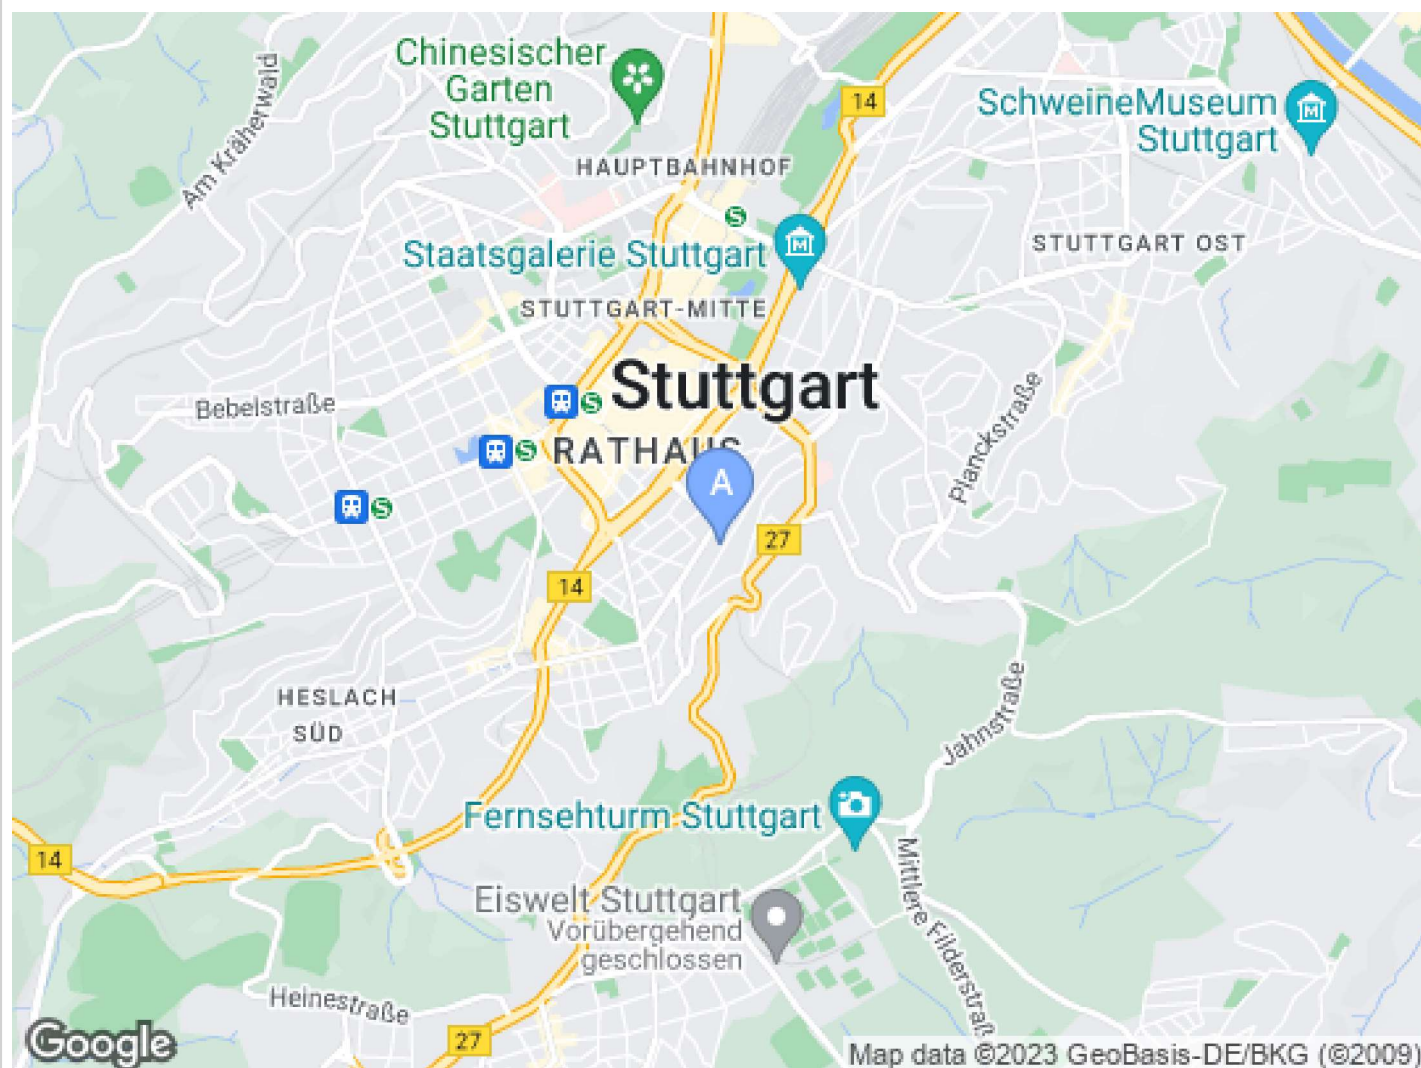 Chinesischer
Garten
Stuttgart
14
SchweineMuseum
Stuttgart
Am Kräherwald
HAUPTBAHNHOF
S
Staatsgalerie Stuttgart
M
M
STUTTGART OST
STUTTGART-MITTE
Stuttgart
S
Bebelstraße
Planckstraße
S
RATHAUS
A
S
27
14
HESLACH
SÜD
Jahnstraße
Fernsehturm Stuttgart
14
Mittlere Filderstraß
Eiswelt Stuttgart
Vorübergehend
geschlossen
Heinestraße
Google
27
Map data ©2023 GeoBasis-DE/BKG (©2009)